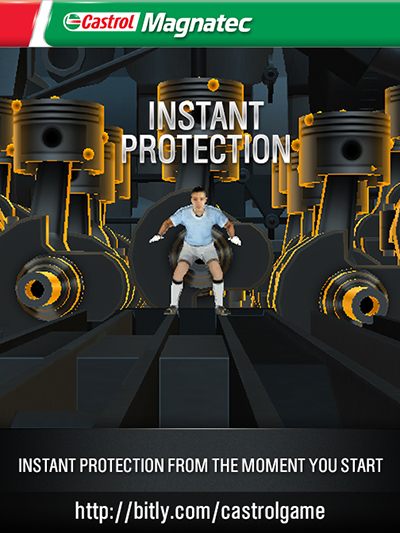 Castrol Magnatec
INSTANT
PROTECTION
INSTANT PROTECTION FROM THE MOMENT YOU START
http://bitly.com/castrolgame